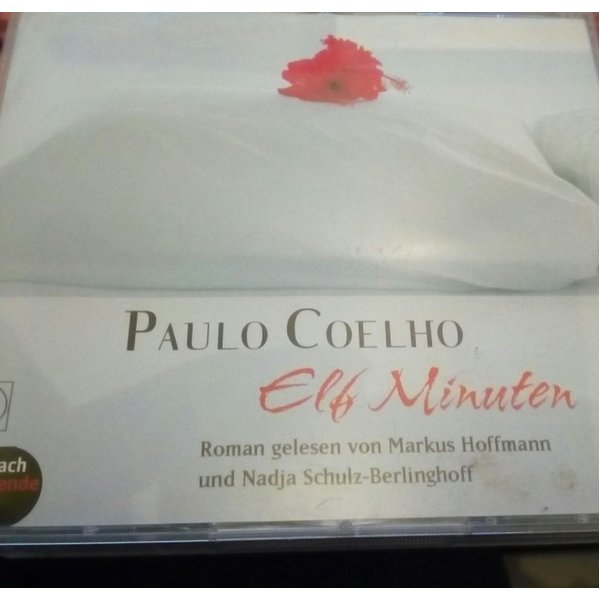 PAULO COELHO
Elf Minuten
Roman gelesen von Markus Hoffmann
und Nadja Schulz-Berlinghoff